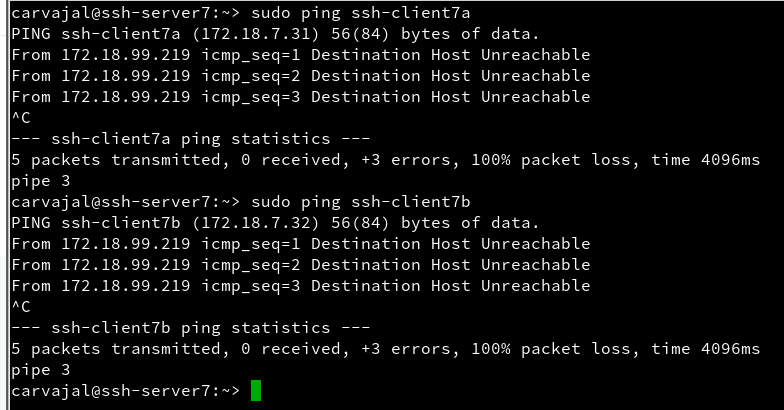 carvajal@ssh-server7:~> sudo ping ssh-client7a
PING ssh-client7a (172.18.7.31) 56(84) bytes of data.
From 172.18.99.219 icmp_seq=1 Destination Host Unreachable
From 172.18.99.219 icmp_seq=2 Destination Host Unreachable
From 172.18.99.219 icmp_seq=3 Destination Host Unreachable
^C
--- ssh-client7a ping statistics ---
5 packets transmitted, 0 received, +3 errors, 100% packet loss, time 4096ms
pipe 3
carvajal@ssh-server7:~> sudo ping ssh-client7b
PING ssh-client7b (172.18.7.32) 56(84) bytes of data.
From 172.18.99.219 icmp_seq=1 Destination Host Unreachable
From 172.18.99.219 icmp_seq=2 Destination Host Unreachable
From 172.18.99.219 icmp_seq=3 Destination Host Unreachable
^C
--- ssh-client7b ping statistics ---
5 packets transmitted, 0 received, +3 errors, 100% packet loss, time 4096ms
pipe 3
carvajal@ssh-server7:~>